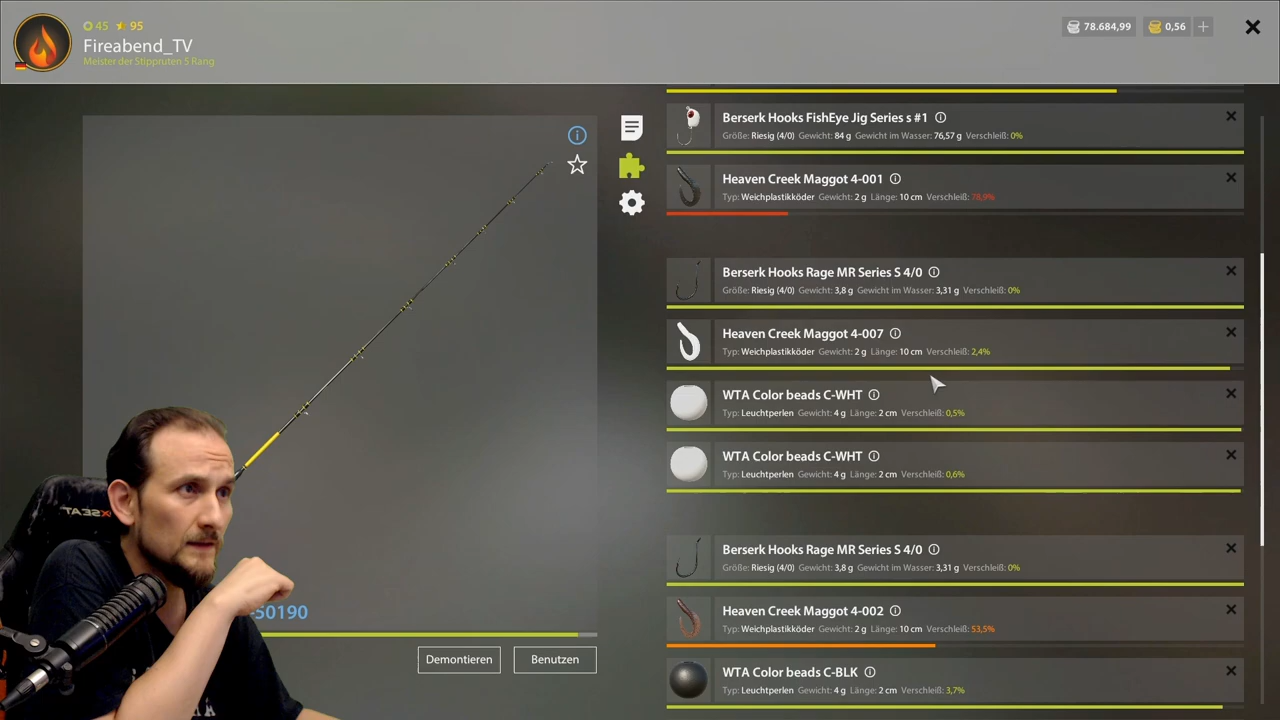 45 95
Fireabend_TV
Meister der Stippruten 5 Rang
78.684,99
0,56
Berserk Hooks FishEye Jig Series s #1
Größe: Riesig (4/0) Gewicht: 84 g Gewicht im Wasser: 76,57 g Verschleiß: 0%
Heaven Creek Maggot 4-001
Typ: Weichplastikköder Gewicht: 2 g Länge: 10 cm Verschleiß: 78,9%
Berserk Hooks Rage MR Series S 4/0
Größe: Riesig (4/0) Gewicht: 3,8 g Gewicht im Wasser: 3,31 g Verschleiß: 0%
Heaven Creek Maggot 4-007
Typ: Weichplastikköder Gewicht: 2 g Länge: 10 cm Verschleiß: 2,4%
WTA Color beads C-WHT
Typ: Leuchtperlen Gewicht: 4 g Länge: 2 cm Verschleiß: 0,5%
WTA Color beads C-WHT
Typ: Leuchtperlen Gewicht: 4 g Länge: 2 cm Verschleiß: 0,6%
Berserk Hooks Rage MR Series S 4/0
Größe: Riesig (4/0) Gewicht: 3,8 g Gewicht im Wasser: 3,31 g Verschleiß: 0%
Heaven Creek Maggot 4-002
Typ: Weichplastikköder Gewicht: 2 g Länge: 10 cm Verschleiß: 53,5%
WTA Color beads C-BLK
Typ: Leuchtperlen Gewicht: 4 g Länge: 2 cm Verschleiß: 3,7%
-50190
Demontieren
Benutzen